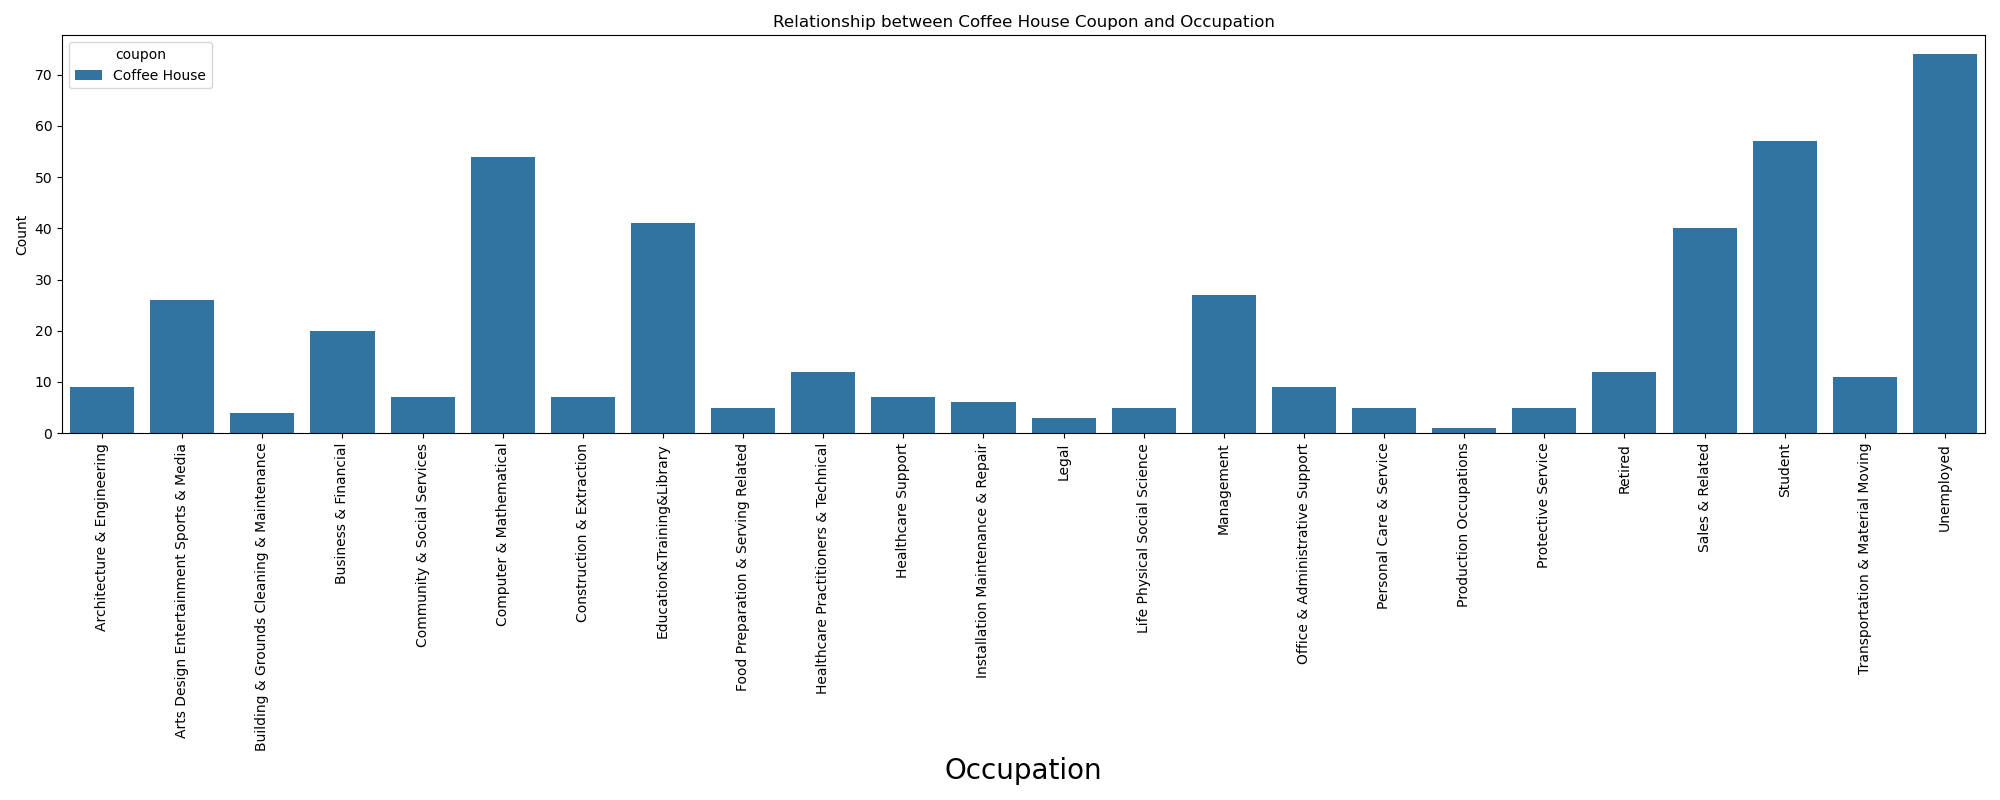 Relationship between Coffee House Coupon and Occupation
coupon
Coffee House
Count
70
60
50
40
30
20
10
0
Architecture & Engineering
Arts Design Entertainment Sports & Media
Building & Grounds Cleaning & Maintenance
Business & Financial
Community & Social Services
Computer & Mathematical
Construction & Extraction
Education&Training&Library
Food Preparation & Serving Related
Healthcare Practitioners & Technical
Healthcare Support
Installation Maintenance & Repair
Legal
Life Physical Social Science
Management
Office & Administrative Support
Personal Care & Service
Production Occupations
Protective Service
Retired
Sales & Related
Student
Transportation & Material Moving
Unemployed
Occupation